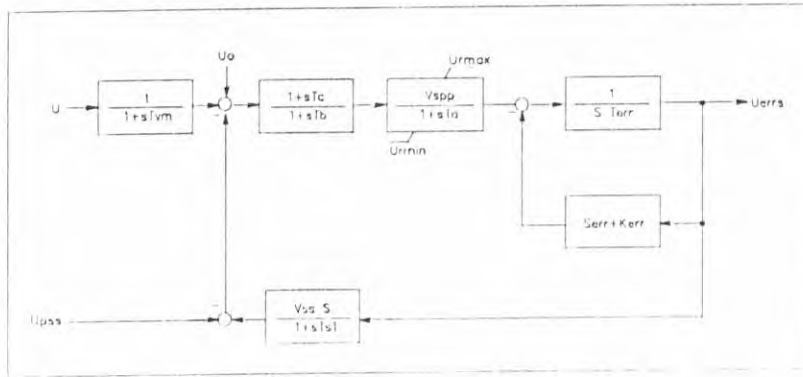 Uo
Urmax
U
1
1+sTvm
1+sTc
1+sTb
Vspp
1+sTa
1
S Terr
Uerrs
Urmin
Serr+Kerr
Upss
Vss S
1+sTsl